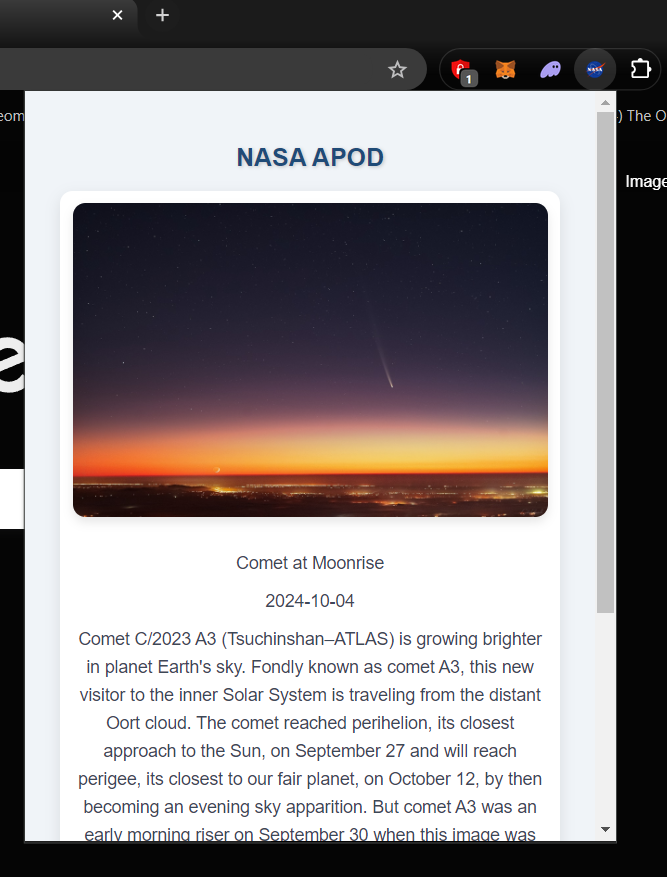 1
NASA
eom
) The O
Image
e
NASA APOD
Comet at Moonrise
2024-10-04
Comet C/2023 A3 (Tsuchinshan–ATLAS) is growing brighter
in planet Earth's sky. Fondly known as comet A3, this new
visitor to the inner Solar System is traveling from the distant
Oort cloud. The comet reached perihelion, its closest
approach to the Sun, on September 27 and will reach
perigee, its closest to our fair planet, on October 12, by then
becoming an evening sky apparition. But comet A3 was an
early morning riser on September 30 when this image was